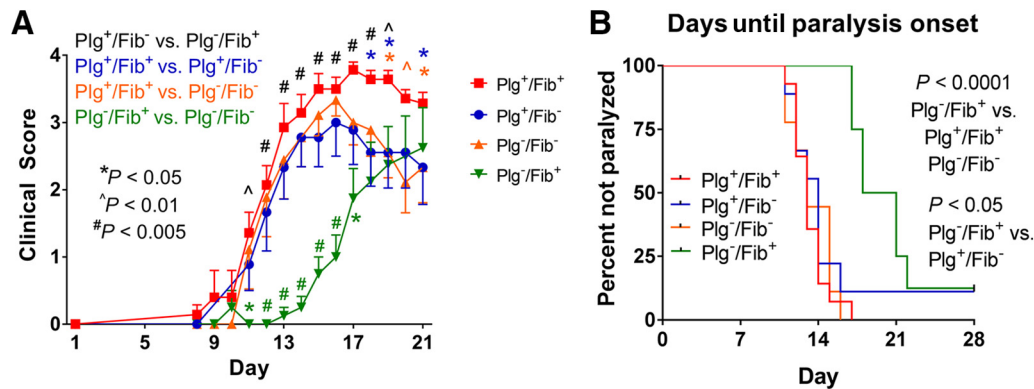 A
Plg⁺/Fib⁻ vs. Plg⁻/Fib⁺
Plg⁺/Fib⁺ vs. Plg⁺/Fib⁻
Plg⁺/Fib⁺ vs. Plg⁻/Fib⁻
Plg⁻/Fib⁺ vs. Plg⁻/Fib⁻
*P < 0.05
^P < 0.01
#P < 0.005
Clinical Score
4
3
2
1
0
1 5 9 13 17 21
Day
^ # # # # # # # ^
* * *
* ^ *
* # # # # # *
Plg⁺/Fib⁺
Plg⁺/Fib⁻
Plg⁻/Fib⁻
Plg⁻/Fib⁺
B
Days until paralysis onset
Percent not paralyzed
100
75
50
25
0
0 7 14 21 28
Day
Plg⁺/Fib⁺
Plg⁺/Fib⁻
Plg⁻/Fib⁻
Plg⁻/Fib⁺
P < 0.0001
Plg⁻/Fib⁺ vs.
Plg⁺/Fib⁺
Plg⁻/Fib⁻
P < 0.05
Plg⁻/Fib⁺ vs.
Plg⁺/Fib⁻